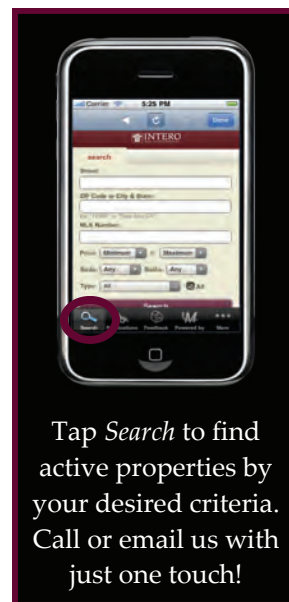 Carrier 5:25 PM
Done
INTERO
search
Street:
ZIP Code or City & State:
MLS Number:
Price: Minimum to Maximum
Beds: Any Baths: Any
Type: All All
Search
Search Feedback Powered by More
Tap Search to find
active properties by
your desired criteria.
Call or email us with
just one touch!